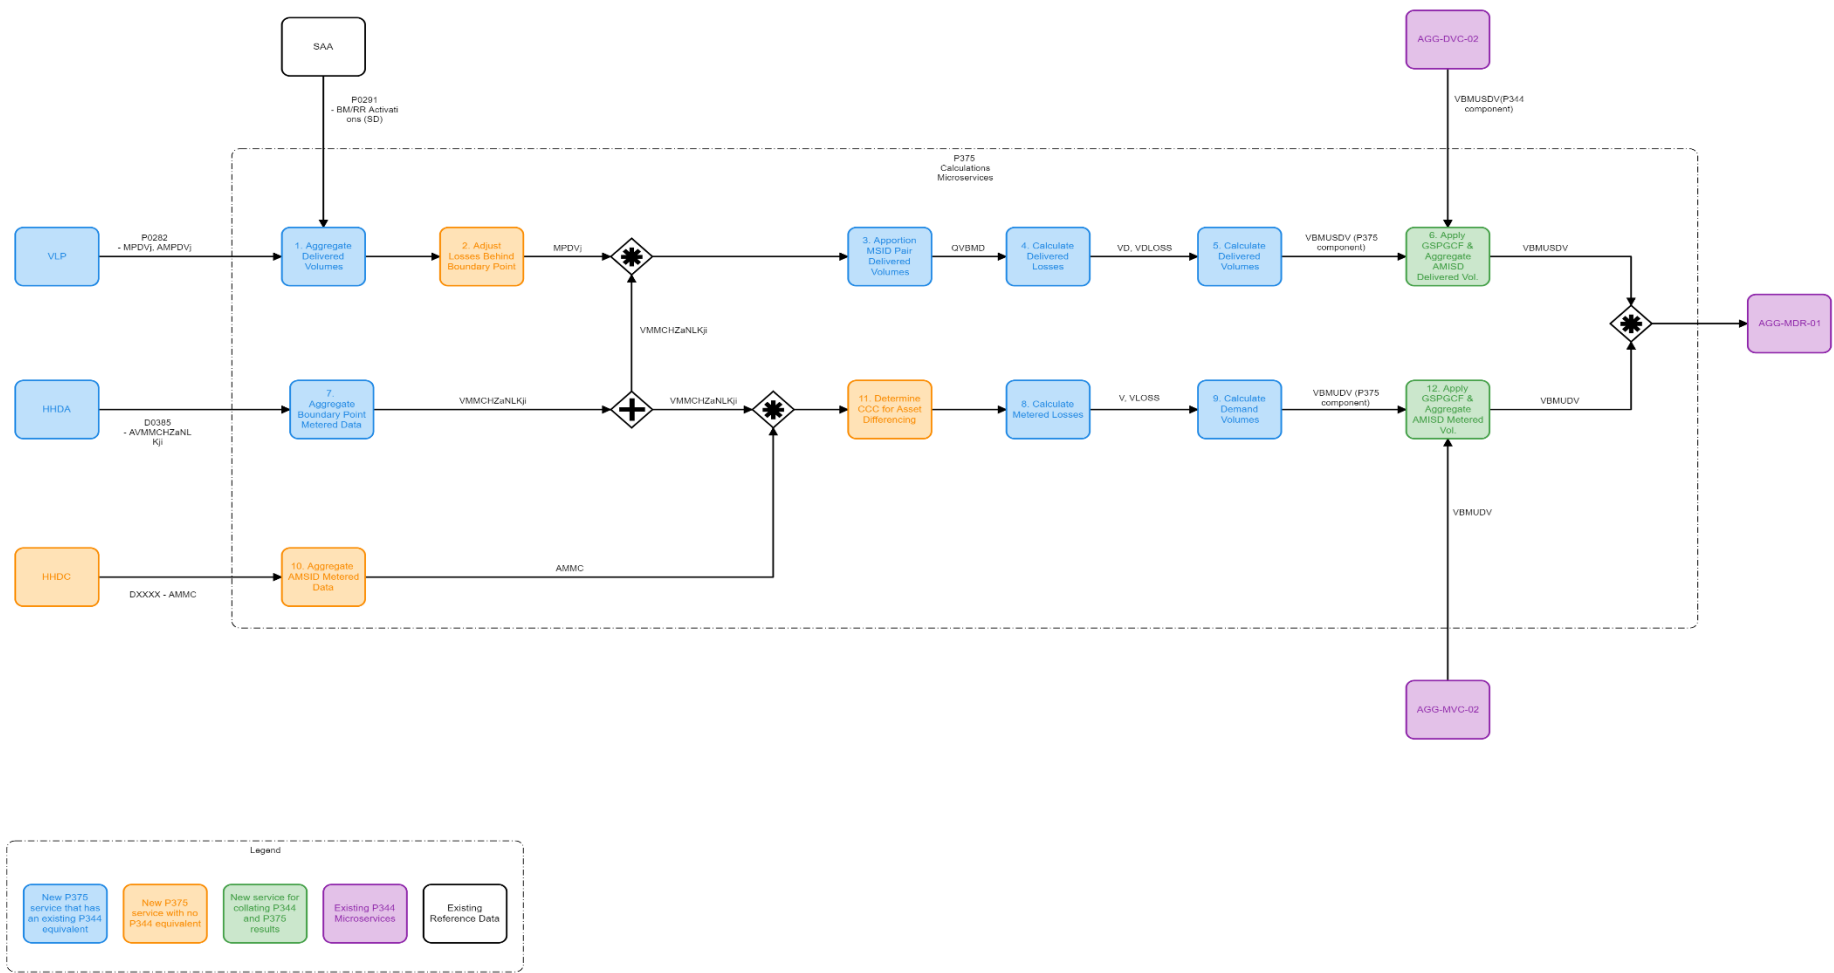 SAA
AGG-DVC-02
P0291
- BM/RR Activati
ons (SD)
VBMUSDV(P344
component)
P375
Calculations
Microservices
VLP
P0282
- MPDVj, AMPDVj
1. Aggregate
Delivered
Volumes
2. Adjust
Losses Behind
Boundary Point
MPDVj
3. Apportion
MSID Pair
Delivered
Volumes
QVBMD
4. Calculate
Delivered
Losses
VD, VDLOSS
5. Calculate
Delivered
Volumes
VBMUSDV (P375
component)
6. Apply
GSPGCF &
Aggregate
AMISD
Delivered Vol.
VBMUSDV
VMMCHZaNLKji
AGG-MDR-01
HHDA
D0385
- AVMMCHZaNL
Kji
7.
Aggregate
Boundary Point
Metered Data
VMMCHZaNLKji
VMMCHZaNLKji
11. Determine
CCC for Asset
Differencing
8. Calculate
Metered Losses
V, VLOSS
9. Calculate
Demand
Volumes
VBMUDV (P375
component)
12. Apply
GSPGCF &
Aggregate
AMISD Metered
Vol.
VBMUDV
VBMUDV
HHDC
DXXXX - AMMC
10. Aggregate
AMSID Metered
Data
AMMC
AGG-MVC-02
Legend
New P375
service that has
an existing P344
equivalent
New P375
service with no
P344 equivalent
New service for
collating P344
and P375
results
Existing P344
Microservices
Existing
Reference Data